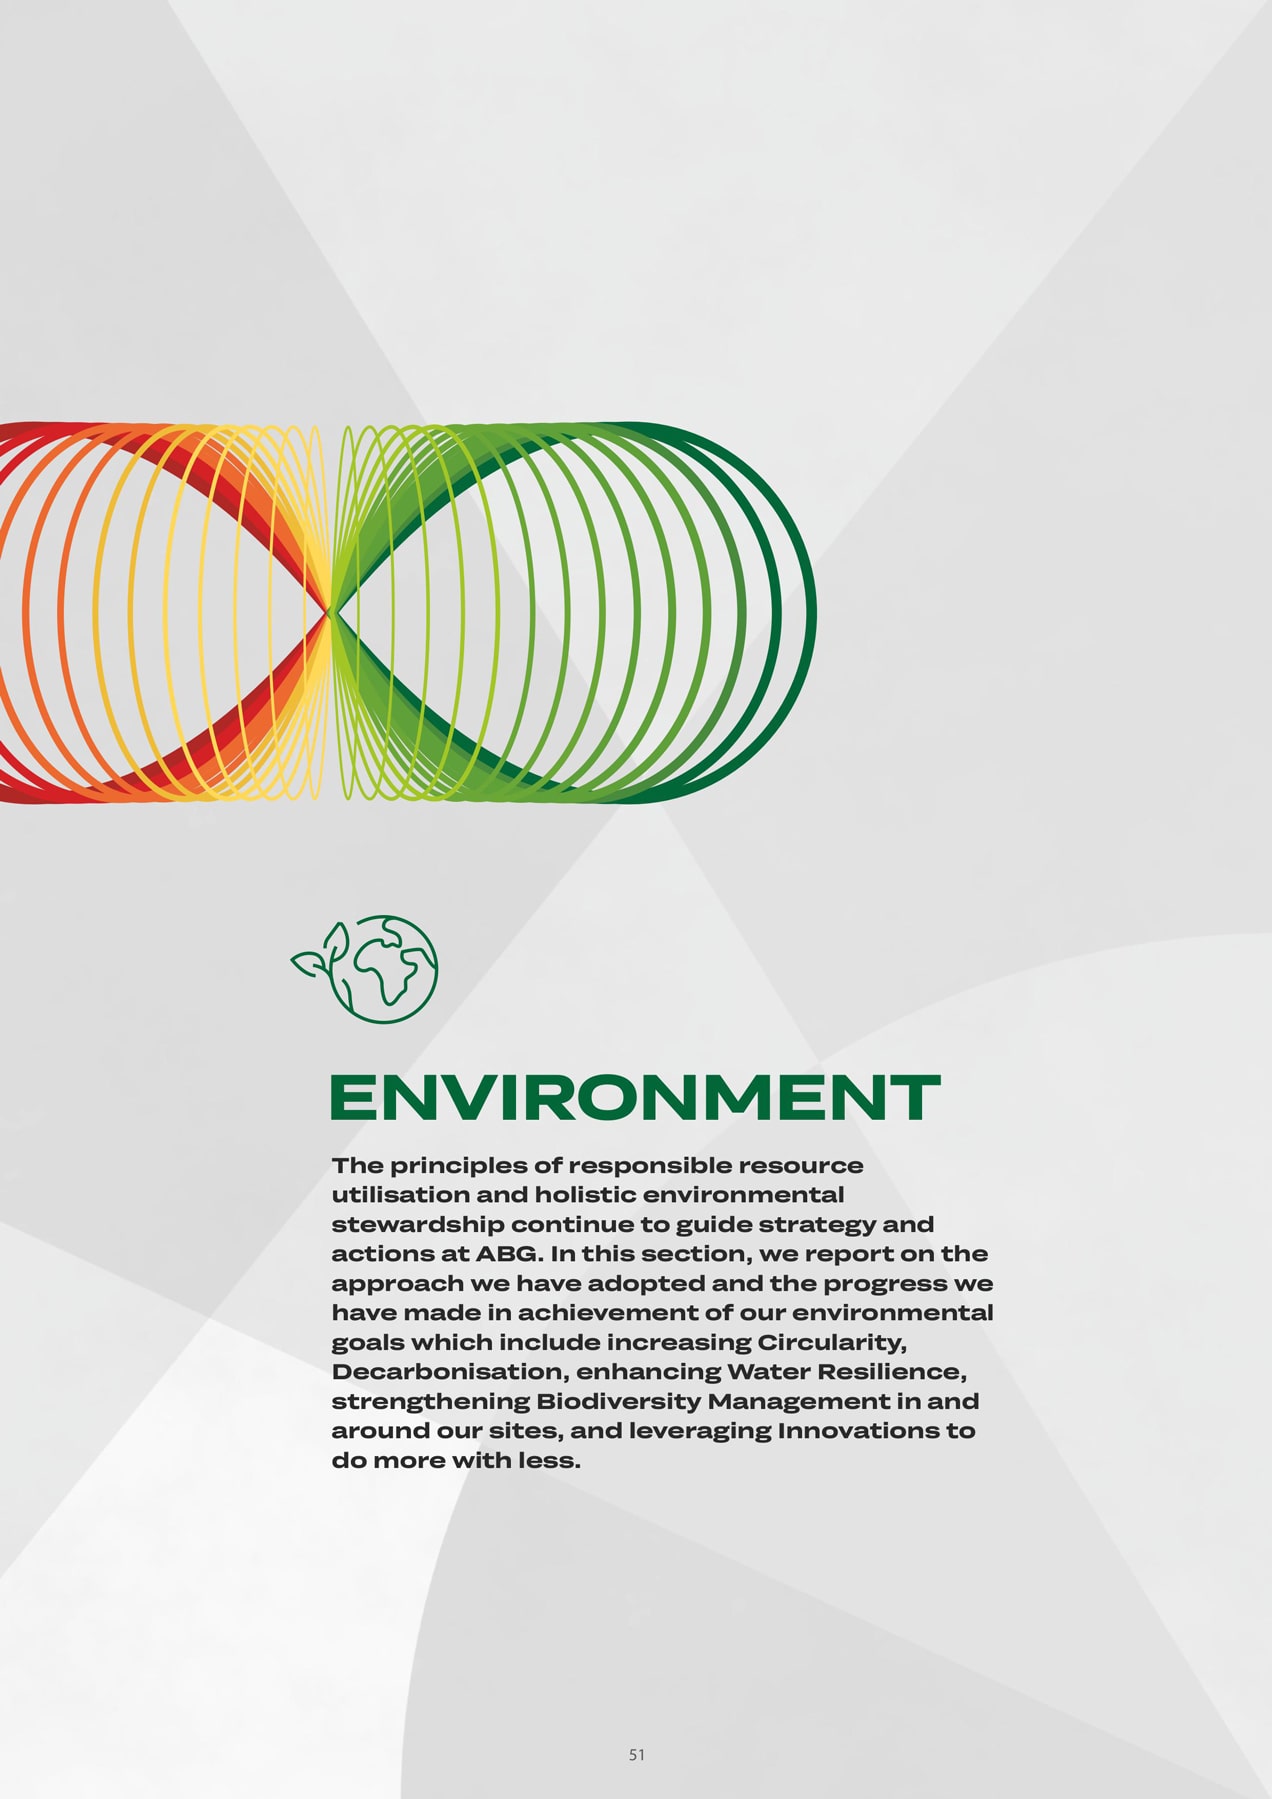 ENVIRONMENT
The principles of responsible resource
utilisation and holistic environmental
stewardship continue to guide strategy and
actions at ABG. In this section, we report on the
approach we have adopted and the progress we
have made in achievement of our environmental
goals which include increasing Circularity,
Decarbonisation, enhancing Water Resilience,
strengthening Biodiversity Management in and
around our sites, and leveraging Innovations to
do more with less.
51